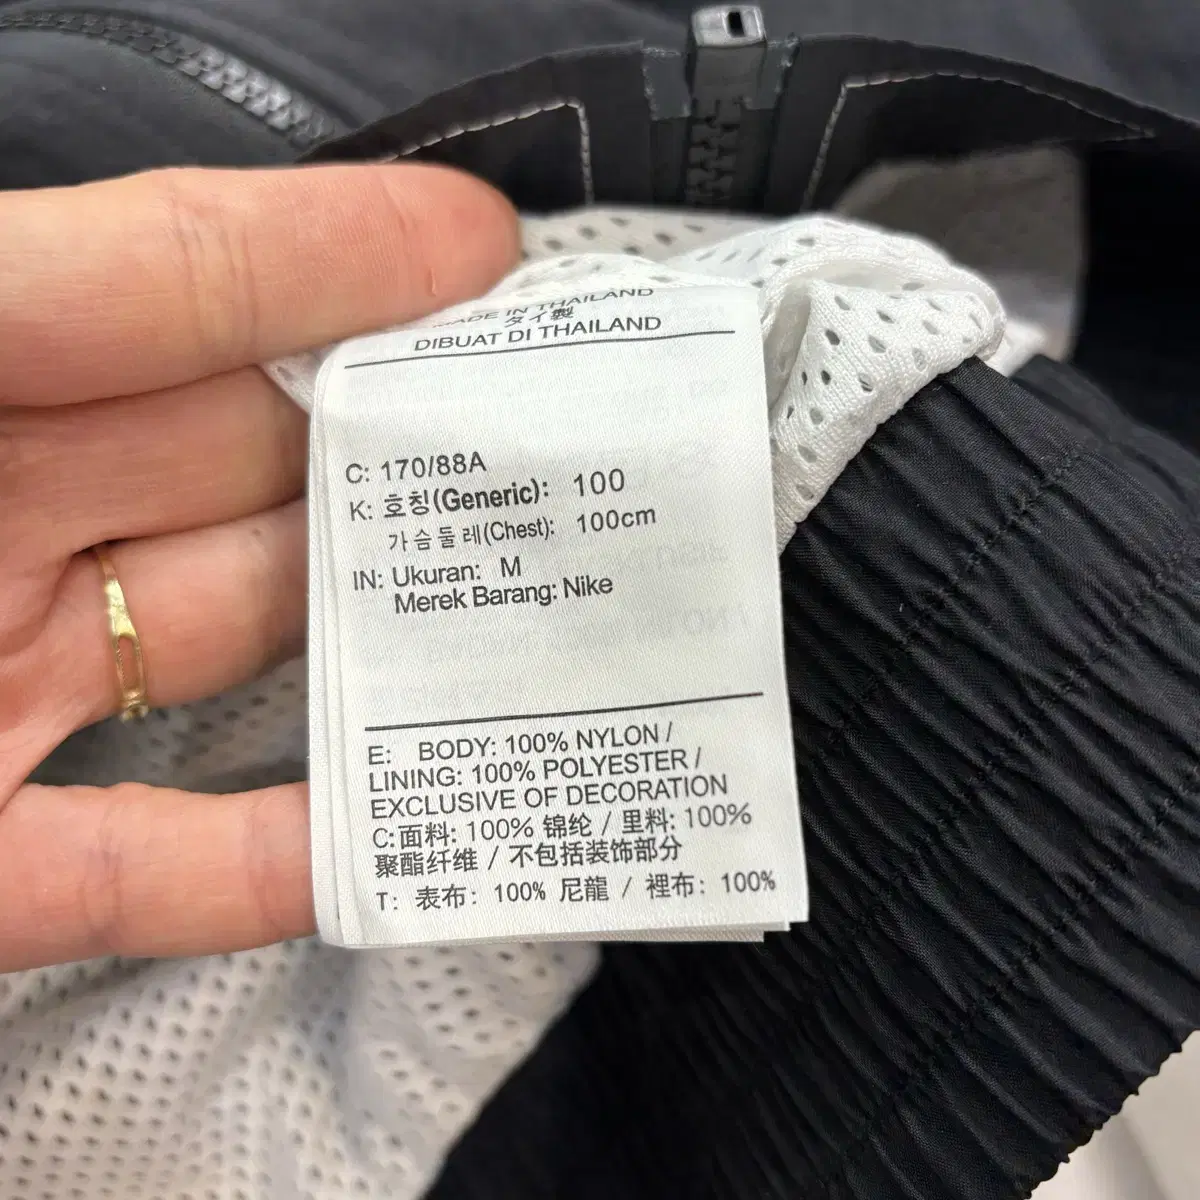 MADE IN THAILAND
タイ製
DIBUAT DI THAILAND
C: 170/88A
K: 호칭(Generic): 100
가슴둘레(Chest): 100cm
IN: Ukuran: M
Merek Barang: Nike
E: BODY: 100% NYLON /
LINING: 100% POLYESTER /
EXCLUSIVE OF DECORATION
C:面料: 100% 锦纶 / 里料: 100%
聚酯纤维 / 不包括装饰部分
T: 表布: 100% 尼龍 / 裡布: 100%